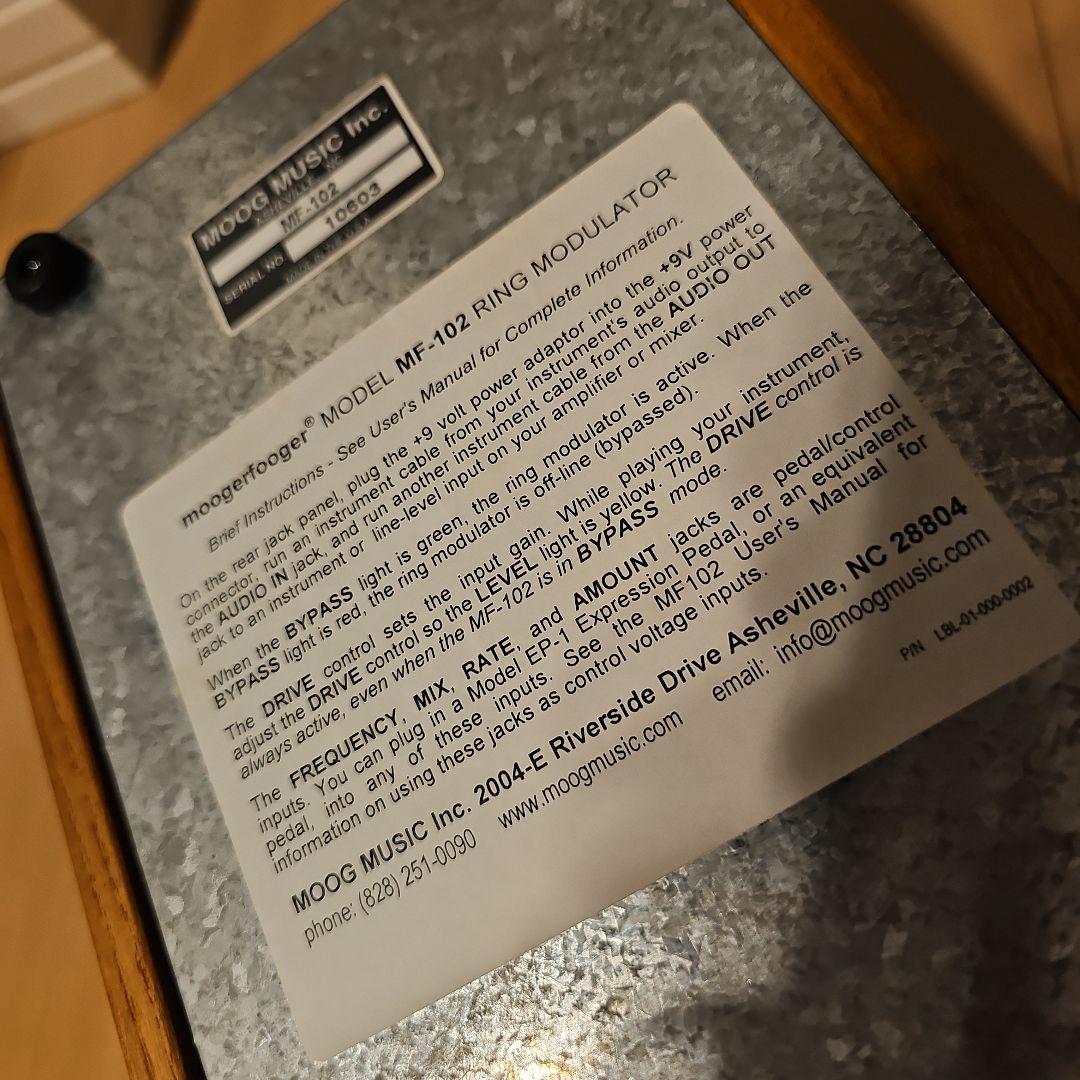 MOOG MUSIC Inc.
ASHEVILLE, NC
MF-102
SERIAL NO. 10603
MADE IN U.S.A.
moogerfooger® MODEL MF-102 RING MODULATOR
Brief Instructions - See User's Manual for Complete Information.
On the rear jack panel, plug the +9 volt power adaptor into the +9V power
connector, run an instrument cable from your instrument's audio output to
the AUDIO IN jack, and run another instrument cable from the AUDIO OUT
jack to an instrument or line-level input on your amplifier or mixer.
When the BYPASS light is green, the ring modulator is active. When the
BYPASS light is red, the ring modulator is off-line (bypassed).
The DRIVE control sets the input gain. While playing your instrument,
adjust the DRIVE control so the LEVEL light is yellow. The DRIVE control is
always active, even when the MF-102 is in BYPASS mode.
The FREQUENCY, MIX, RATE, and AMOUNT jacks are pedal/control
inputs. You can plug in a Model EP-1 Expression Pedal, or an equivalent
pedal, into any of these inputs. See the MF102 User's Manual for
information on using these jacks as control voltage inputs.
MOOG MUSIC Inc. 2004-E Riverside Drive Asheville, NC 28804
phone: (828) 251-0090 www.moogmusic.com email: info@moogmusic.com
P/N LBL-01-000-0002